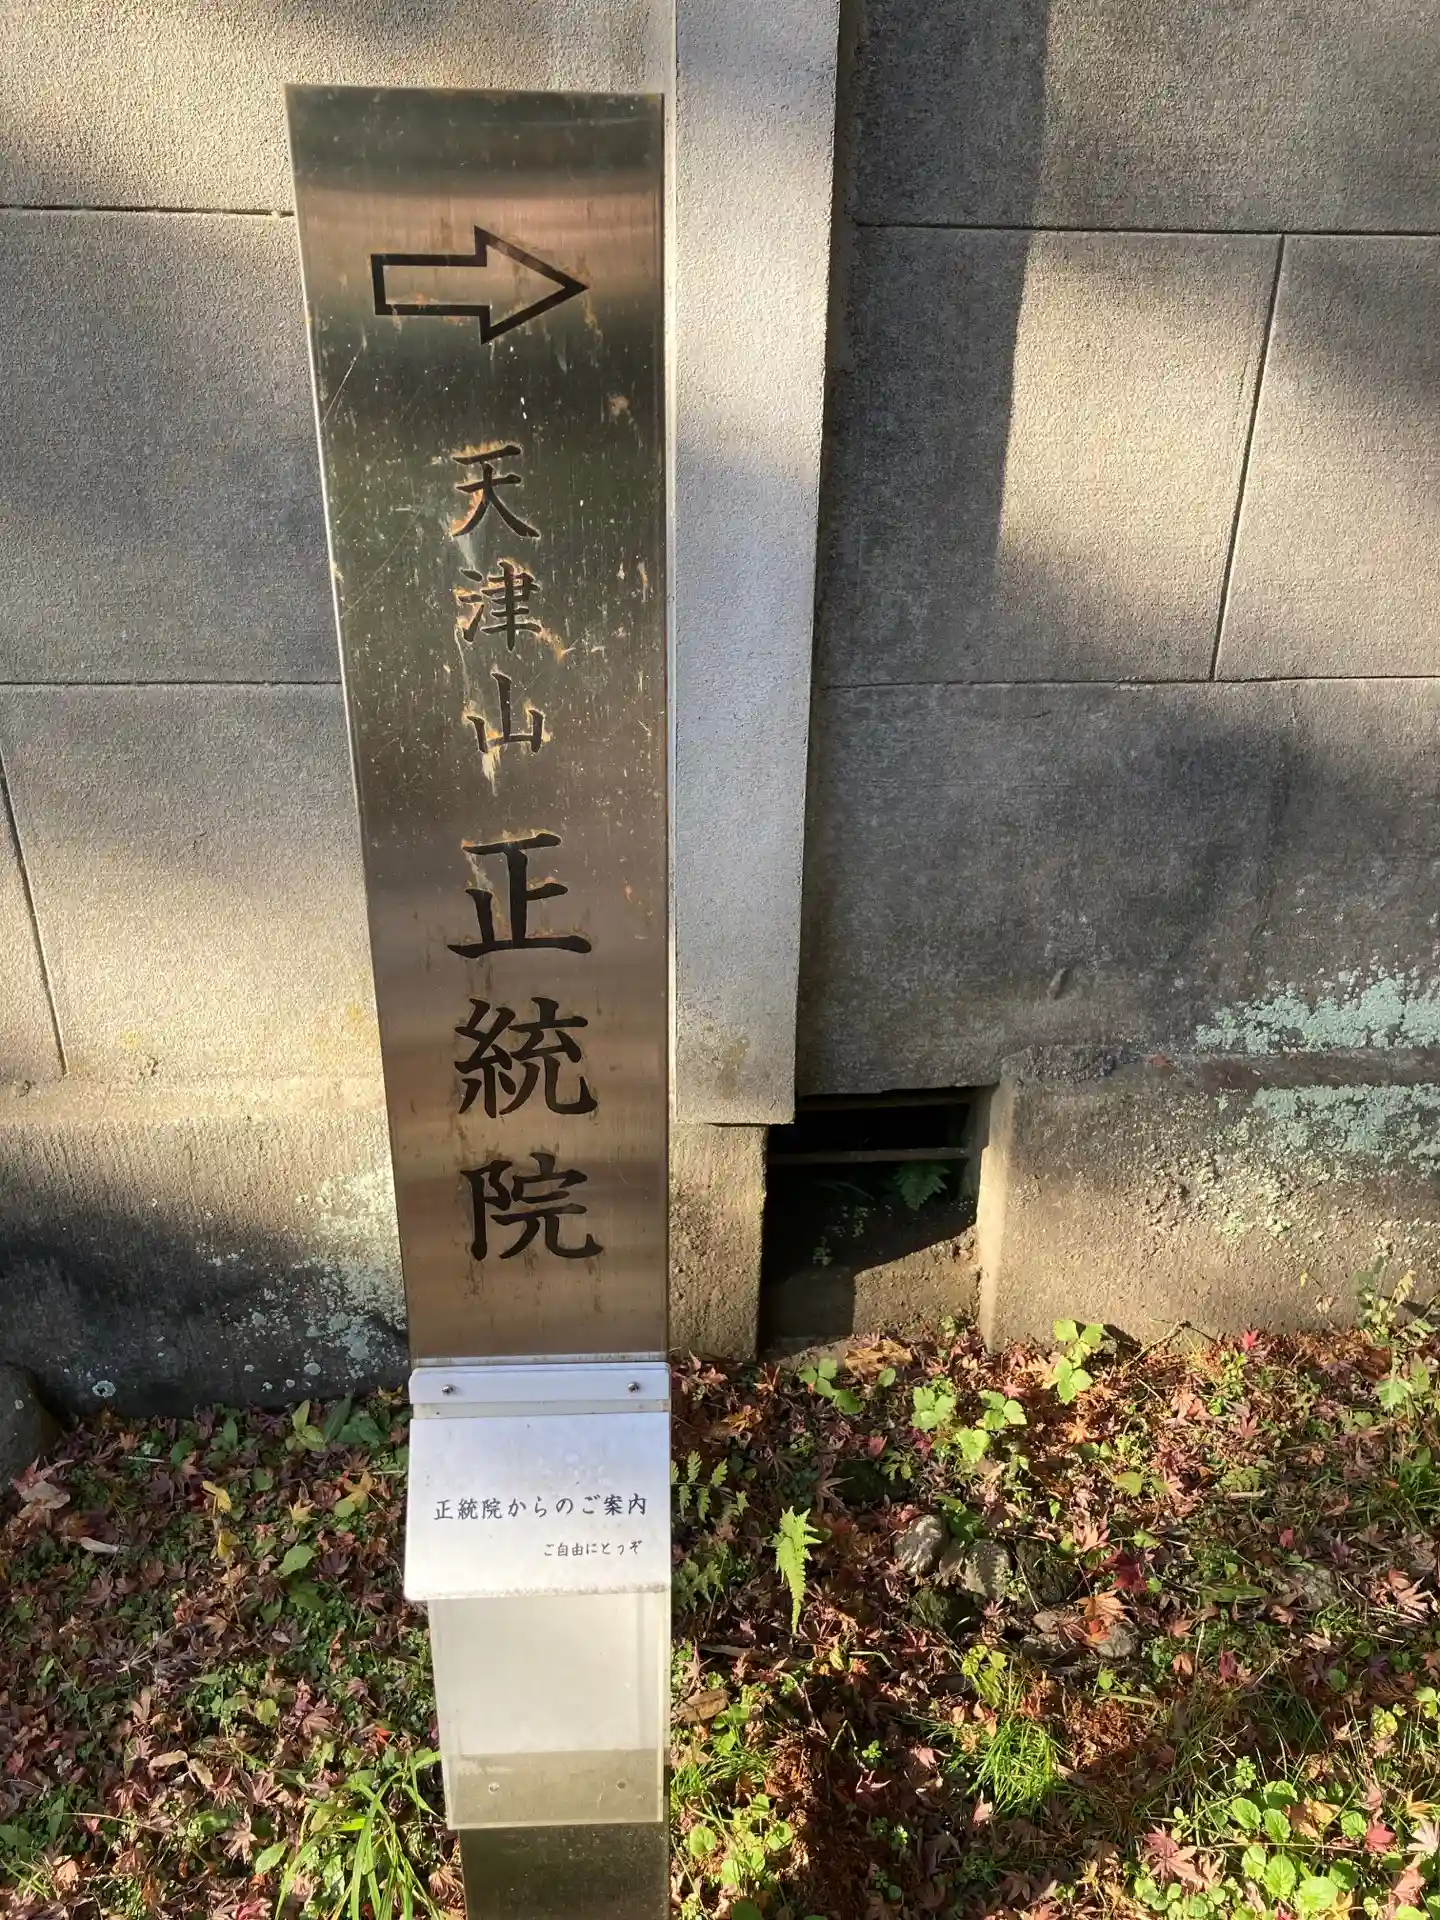 天津山
正統院
正統院からのご案内
ご自由にどうぞ